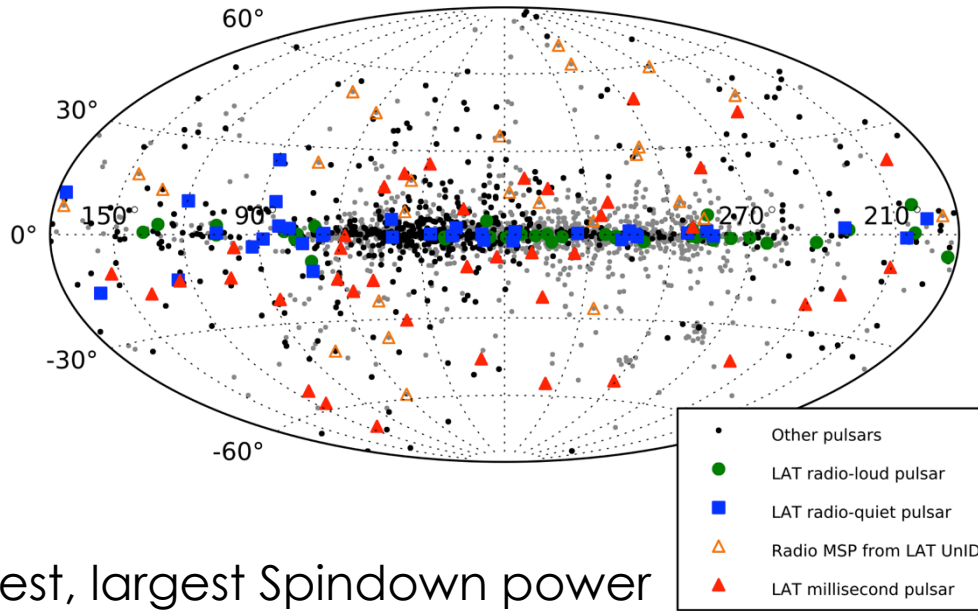 60°
30°
150° 90° 270° 210°
0°
-30°
-60°
Other pulsars
LAT radio-loud pulsar
LAT radio-quiet pulsar
Radio MSP from LAT UnID
LAT millisecond pulsar
est, largest Spindown power